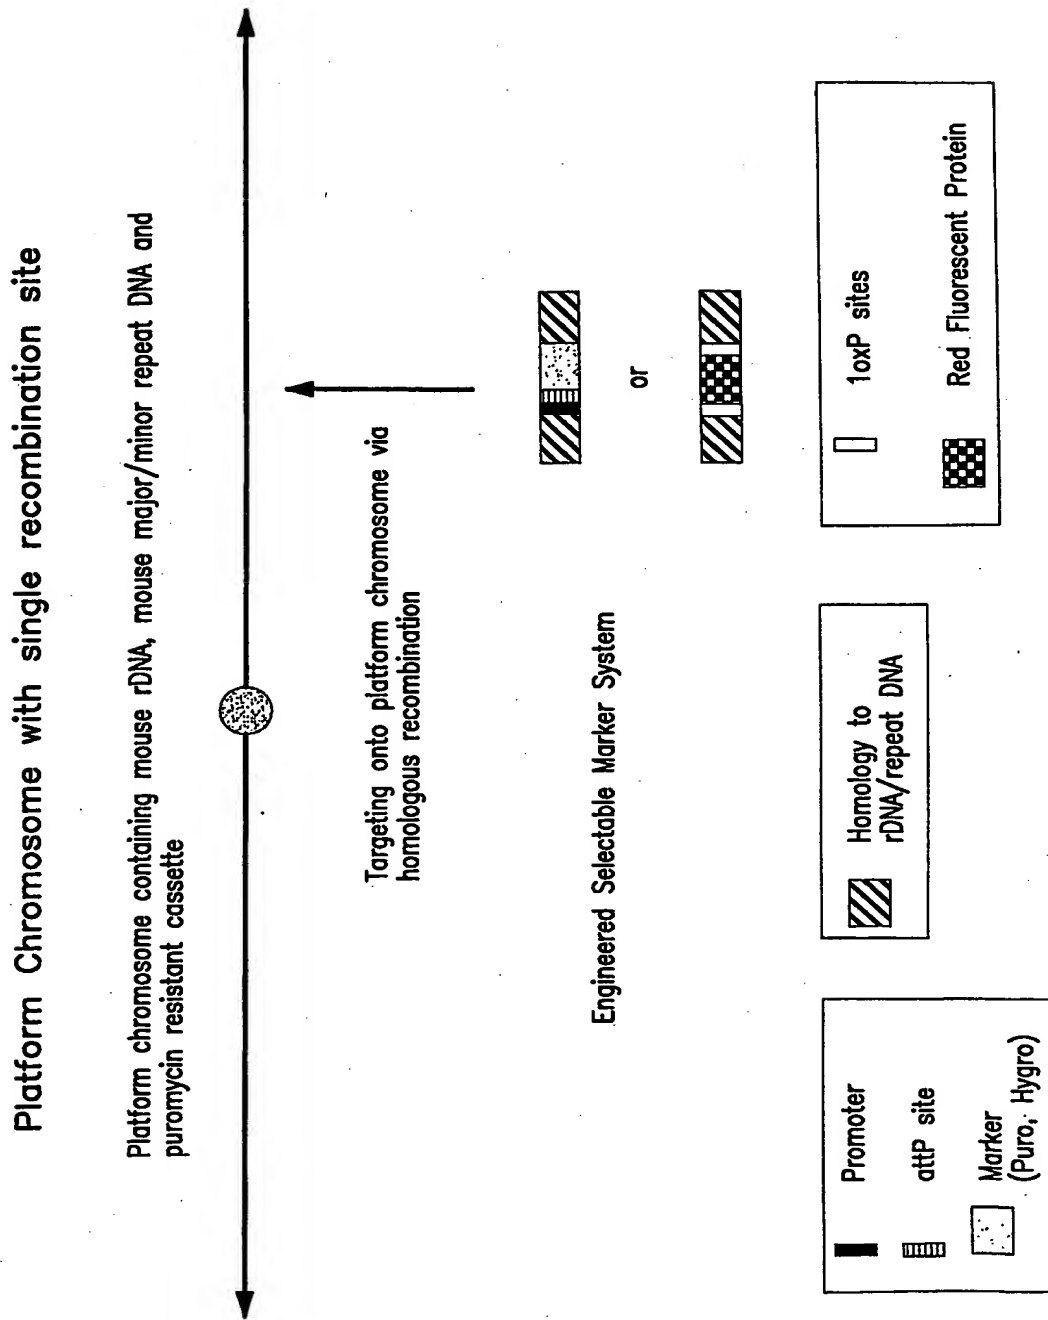 Platform Chromosome with single recombination site
Platform chromosome containing mouse rDNA, mouse major/minor repeat DNA and
puromycin resistant cassette
Targeting onto platform chromosome via
homologous recombination
Engineered Selectable Marker System
or
Promoter
attP site
Marker
(Puro, Hygro)
Homology to
rDNA/repeat DNA
loxP sites
Red Fluorescent Protein